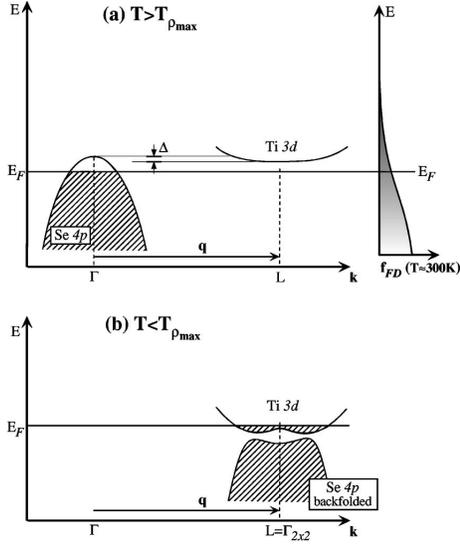 E
(a) T>Tρmax
E
Δ
Ti 3d
EF
EF
Se 4p
q
Γ
L
k
fFD (T≈300K)
E
(b) T<Tρmax
Ti 3d
EF
Se 4p
backfolded
q
Γ
L=Γ2x2
k